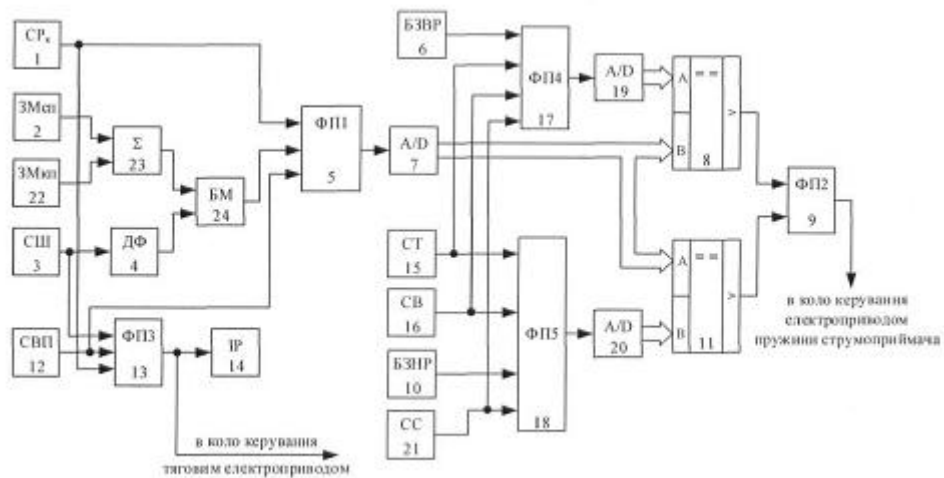 СРк
1
ЗМеп
2
ЗМкп
22
Σ
23
БМ
24
СШ
3
ДФ
4
СВП
12
ФП3
13
ІР
14
ФП1
5
A/D
7
БЗВР
6
ФП4
17
A/D
19
A
B
==
>
8
ФП2
9
СТ
15
СВ
16
БЗНР
10
СС
21
ФП5
18
A/D
20
A
B
==
>
11
в коло керування
електроприводом
пружини струмоприймача
в коло керування
тяговим електроприводом